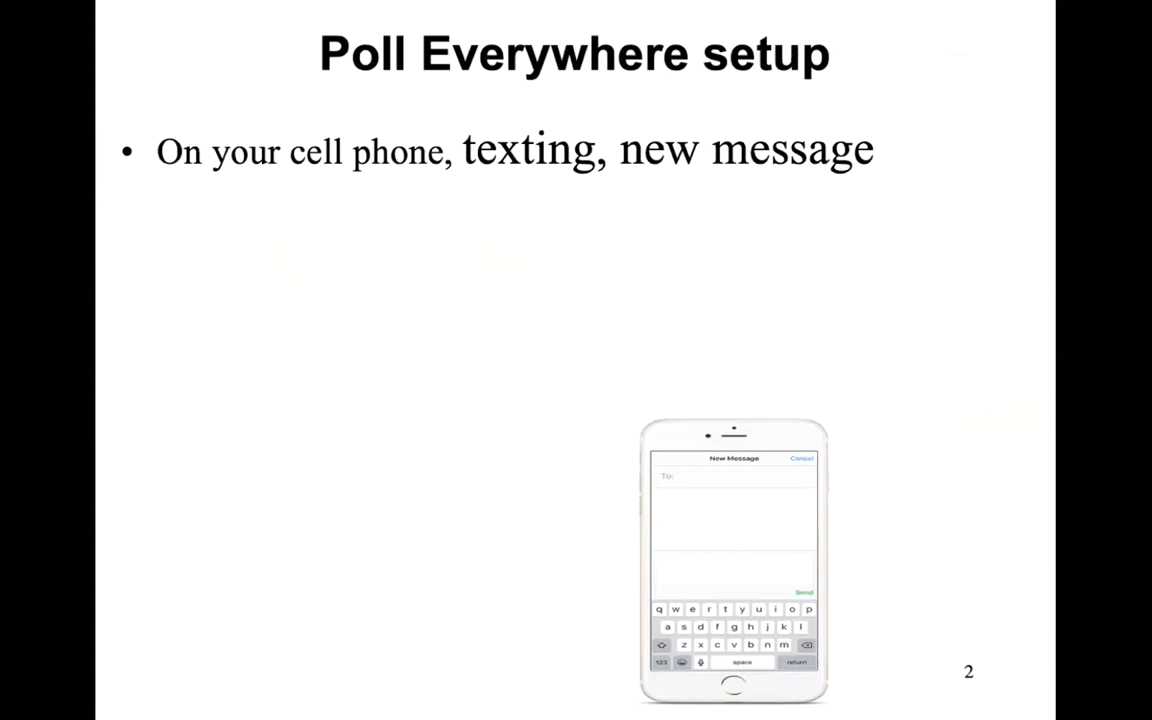 Poll Everywhere setup
• On your cell phone, texting, new message
New Message Cancel
To:
Send
q w e r t y u i o p
a s d f g h j k l
z x c v b n m
123 space return
2